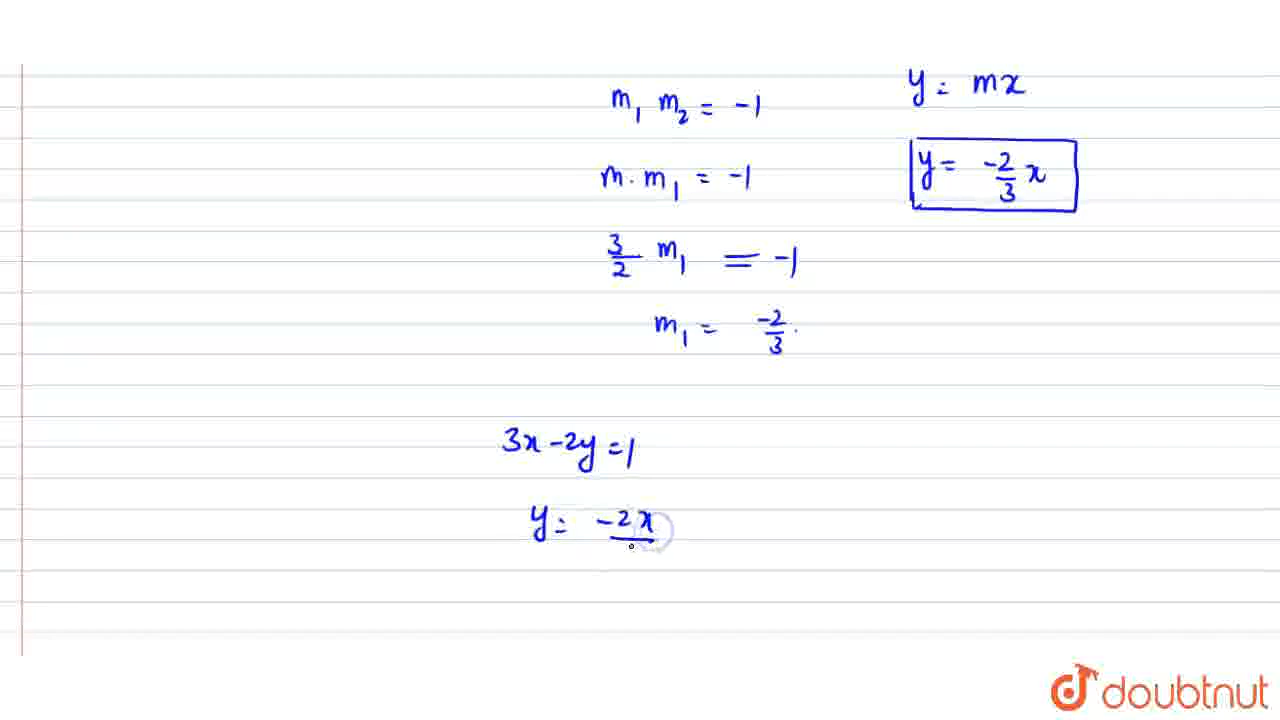 m₁ m₂ = -1
m · m₁ = -1
3/2 m₁ = -1
m₁ = -2/3 .
y = mx
y = -2/3 x
3x - 2y = 1
y = -2x
doubtnut